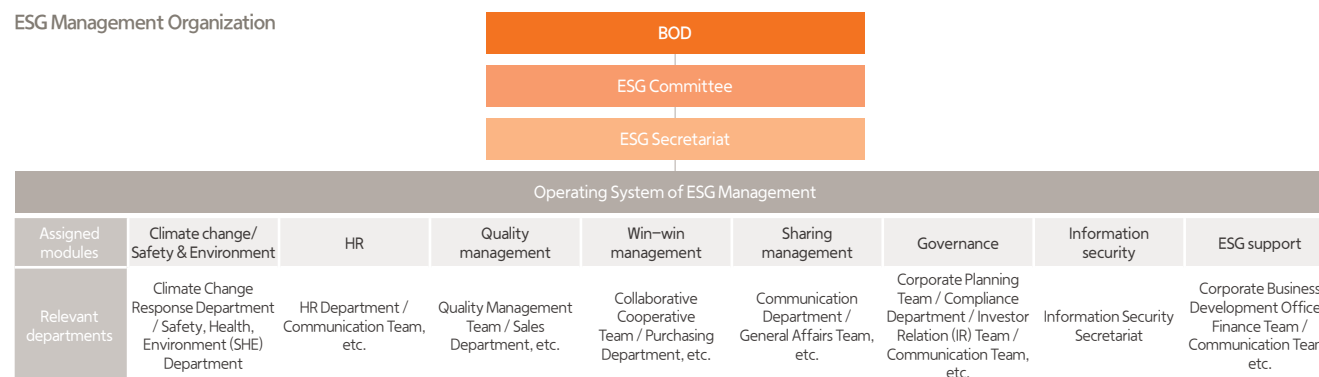 ESG Management Organization
BOD
ESG Committee
ESG Secretariat
Operating System of ESG Management
Assigned
modules
Climate change/
Safety & Environment
HR
Quality
management
Win-win
management
Sharing
management
Governance
Information
security
ESG support
Relevant
departments
Climate Change
Response Department
/ Safety, Health,
Environment (SHE)
Department
HR Department /
Communication Team,
etc.
Quality Management
Team / Sales
Department, etc.
Collaborative
Cooperative
Team / Purchasing
Department, etc.
Communication
Department /
General Affairs Team,
etc.
Corporate Planning
Team / Compliance
Department / Investor
Relation (IR) Team /
Communication Team,
etc.
Information Security
Secretariat
Corporate Business
Development Office
Finance Team /
Communication Team
etc.